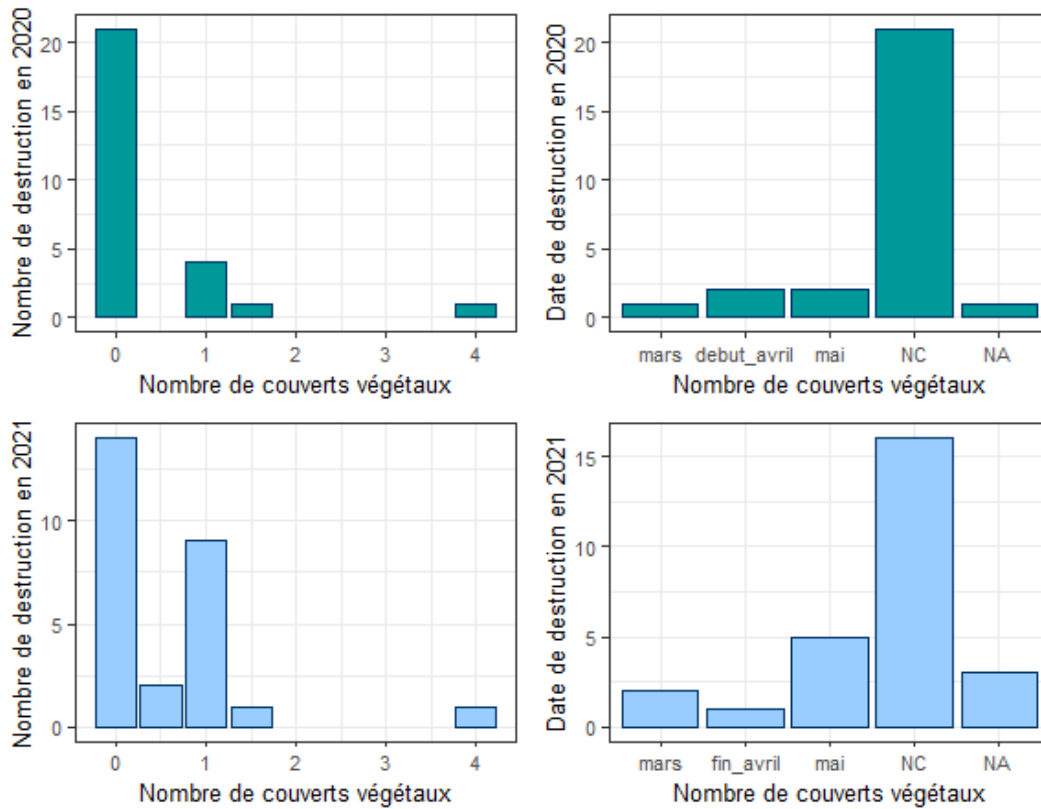 Nombre de destruction en 2020
20
15
10
5
0
0 1 2 3 4
Nombre de couverts végétaux
Date de destruction en 2020
20
15
10
5
0
mars debut_avril mai NC NA
Nombre de couverts végétaux
Nombre de destruction en 2021
10
5
0
0 1 2 3 4
Nombre de couverts végétaux
Date de destruction en 2021
15
10
5
0
mars fin_avril mai NC NA
Nombre de couverts végétaux